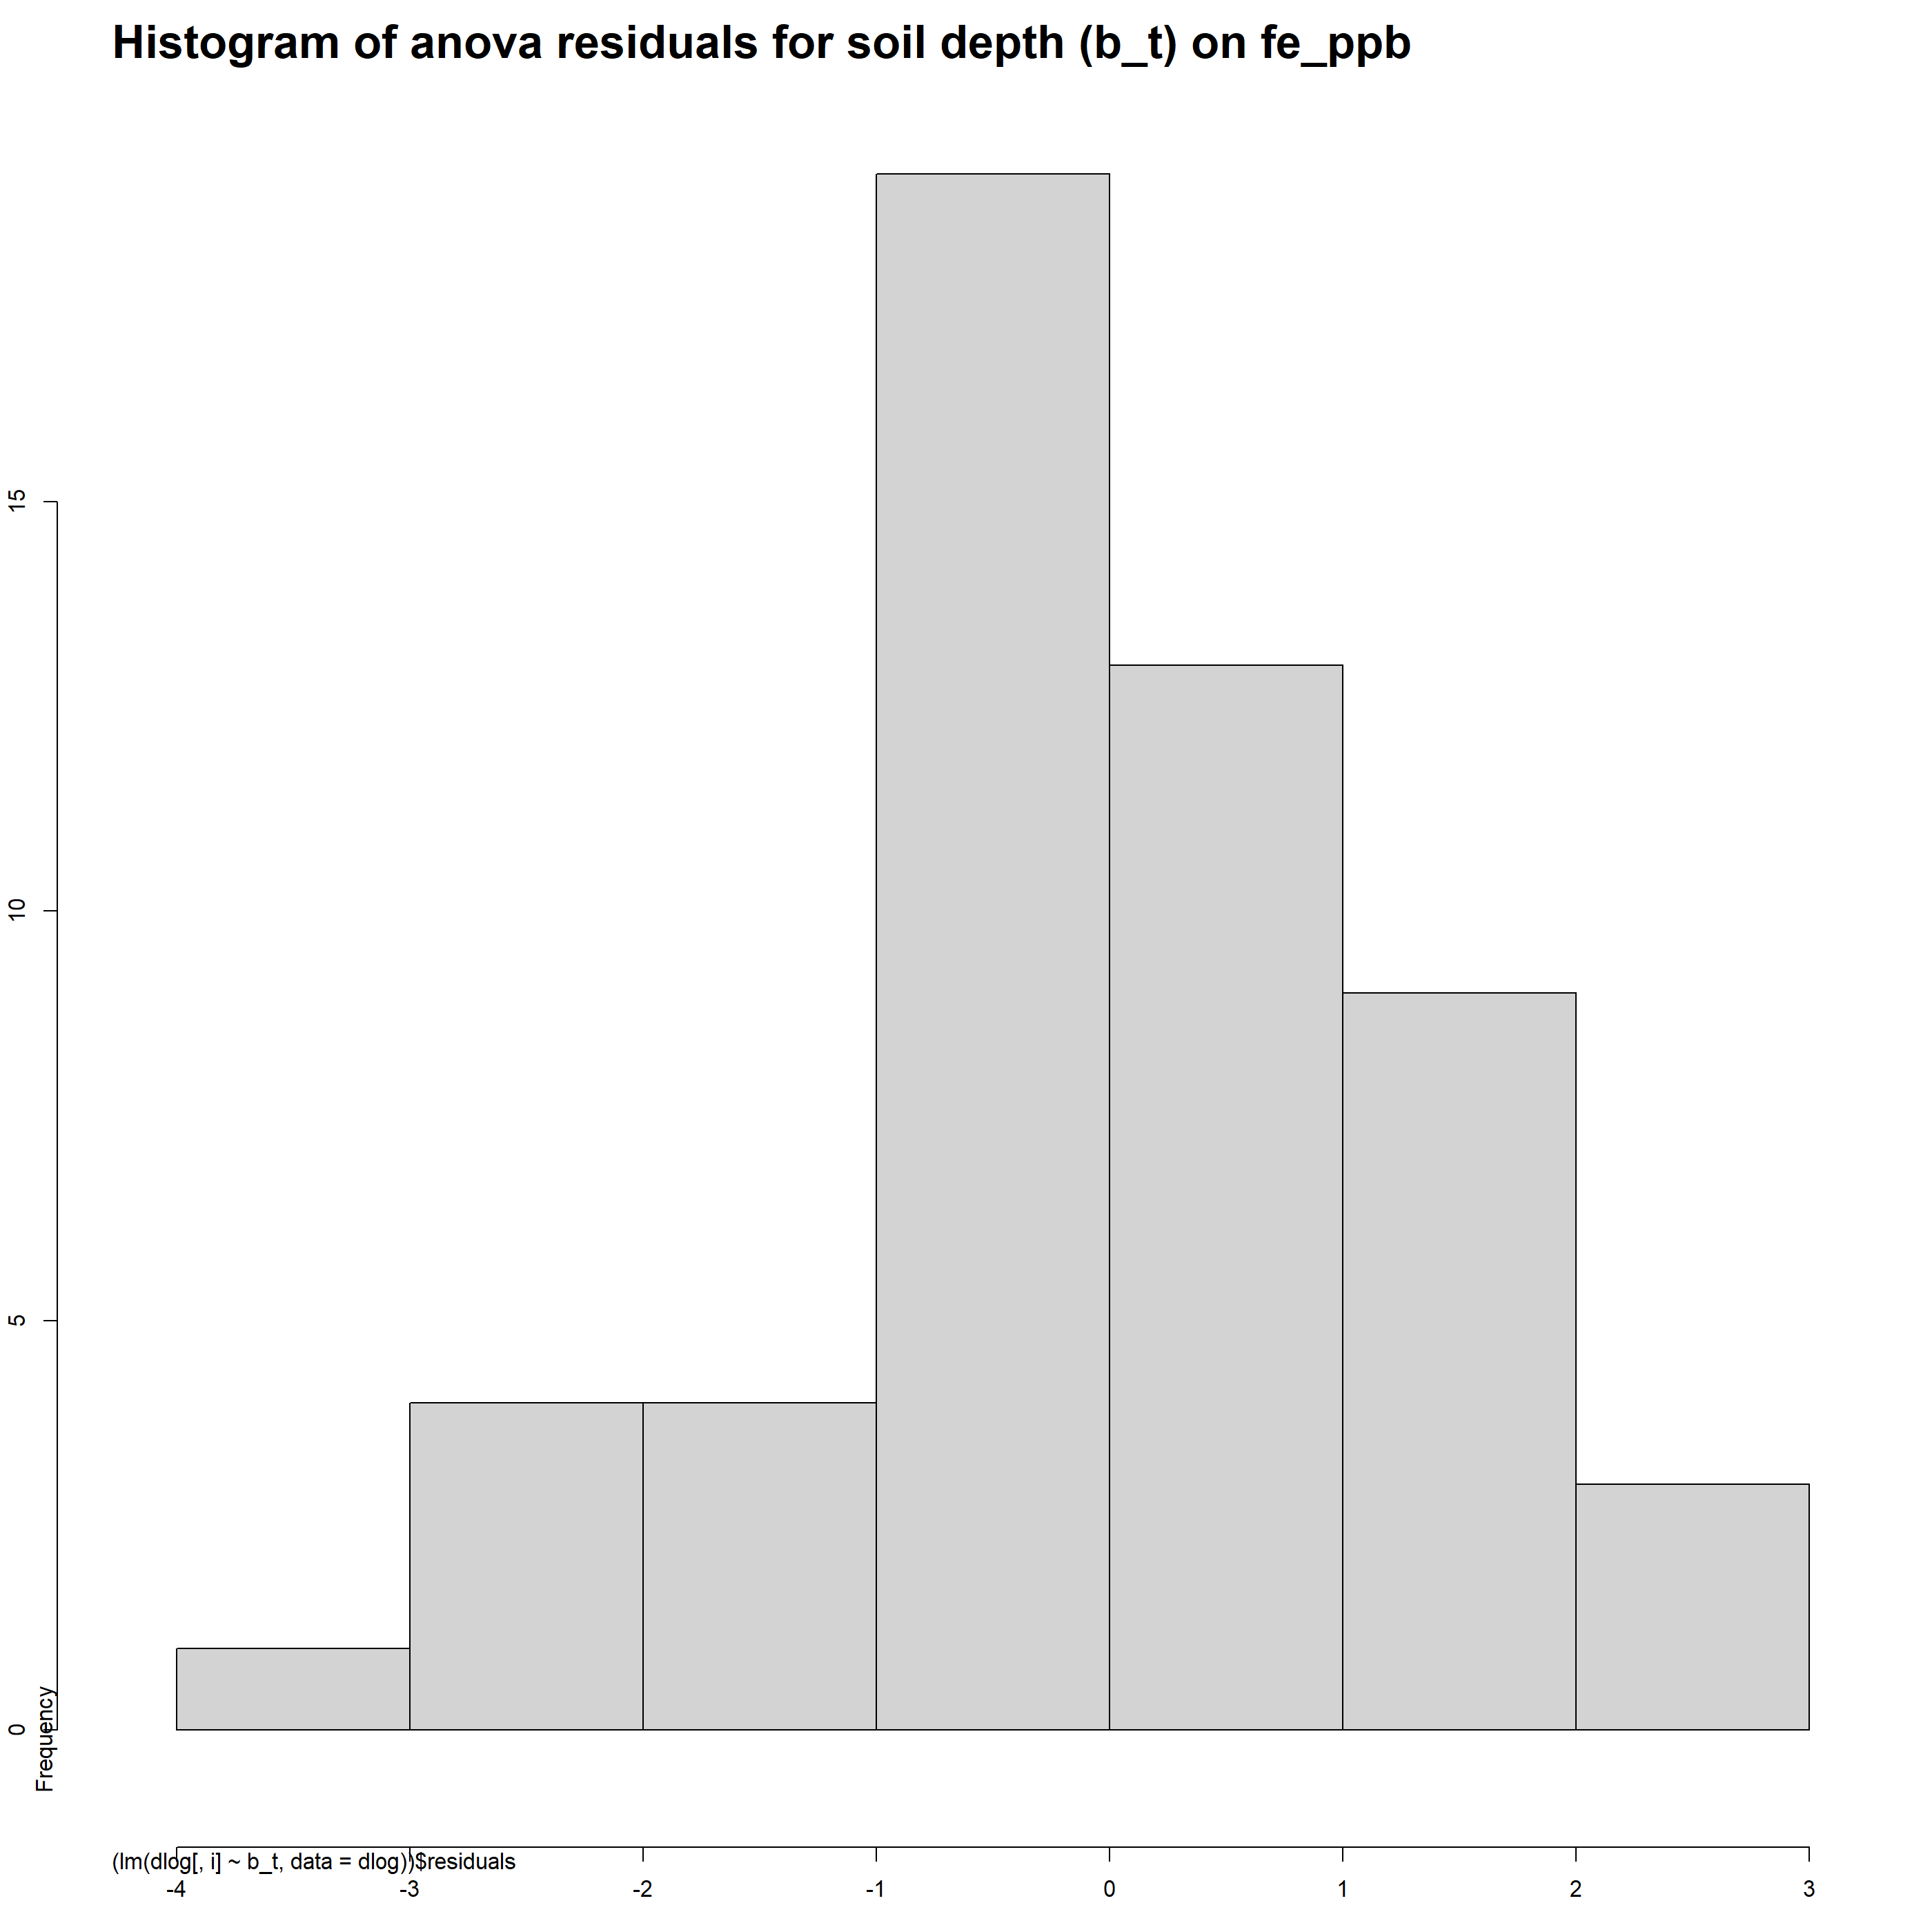 Histogram of anova residuals for soil depth (b_t) on fe_ppb
15
10
5
0
Frequency
(lm(dlog[, i] ~ b_t, data = dlog))$residuals
-4 -3 -2 -1 0 1 2 3